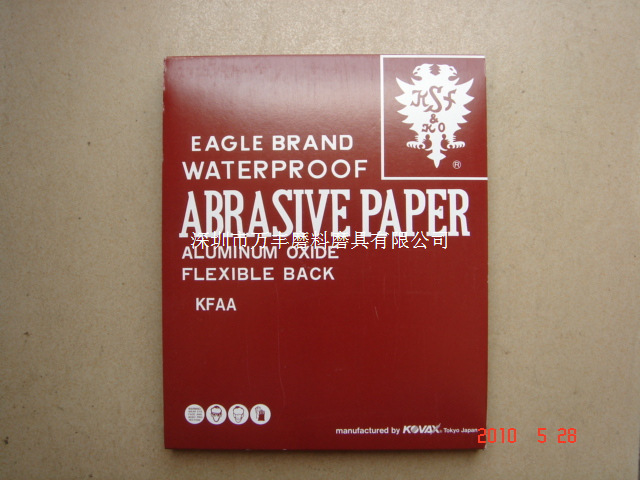 KSf
&
KO
®
EAGLE BRAND
WATERPROOF
ABRASIVE PAPER
深圳市万丰磨料磨具有限公司
ALUMINUM OXIDE
FLEXIBLE BACK
KFAA
manufactured by KOVAX. Tokyo Japan
2010 5 28